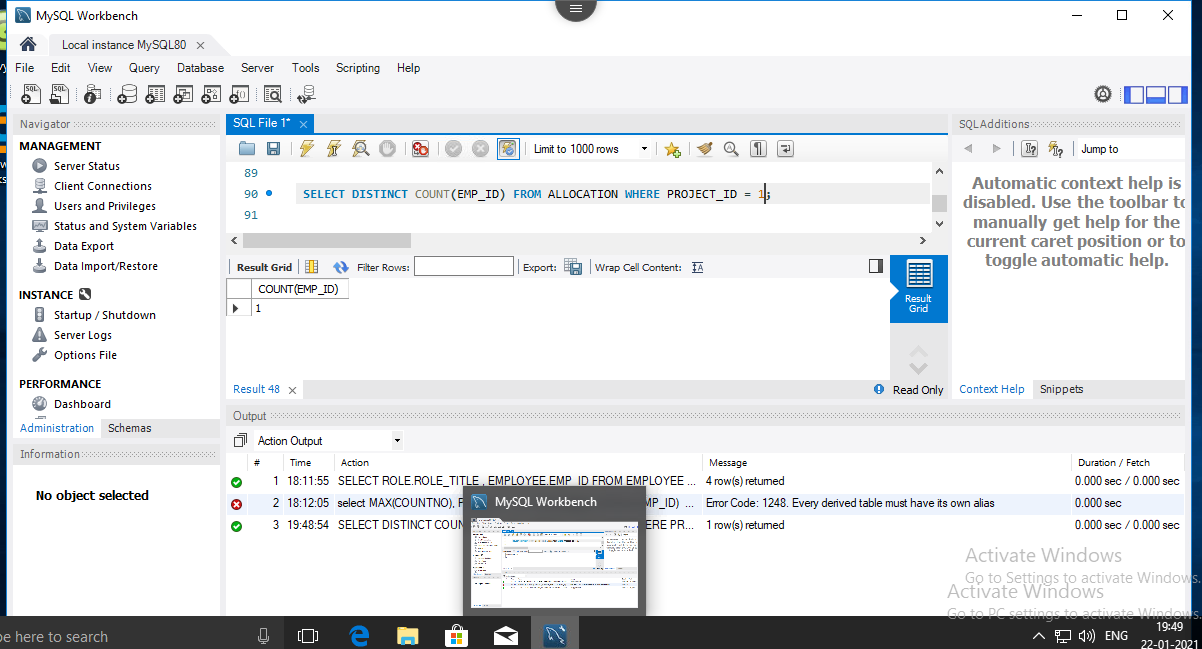 MySQL Workbench
Local instance MySQL80
File Edit View Query Database Server Tools Scripting Help
Navigator
MANAGEMENT
Server Status
Client Connections
Users and Privileges
Status and System Variables
Data Export
Data Import/Restore
INSTANCE
Startup / Shutdown
Server Logs
Options File
PERFORMANCE
Dashboard
Administration Schemas
Information
No object selected
SQL File 1*
Limit to 1000 rows
89
90 SELECT DISTINCT COUNT(EMP_ID) FROM ALLOCATION WHERE PROJECT_ID = 1;
91
Result Grid Filter Rows: Export: Wrap Cell Content:
COUNT(EMP_ID)
1
Result Grid
Result 48
Read Only
SQLAdditions
Jump to
Automatic context help is
disabled. Use the toolbar to
manually get help for the
current caret position or to
toggle automatic help.
Context Help Snippets
Output
Action Output
# Time Action Message Duration / Fetch
1 18:11:55 SELECT ROLE.ROLE_TITLE , EMPLOYEE.EMP_ID FROM EMPLOYEE ... 4 row(s) returned 0.000 sec / 0.000 sec
2 18:12:05 select MAX(COUNTNO), MP_ID) ... Error Code: 1248. Every derived table must have its own alias 0.000 sec
3 19:48:54 SELECT DISTINCT COUN ERE PR... 1 row(s) returned 0.000 sec / 0.000 sec
MySQL Workbench
Activate Windows
Go to Settings to activate Windows.
Activate Windows
Go to PC settings to activate Windows.
pe here to search
ENG
19:49
22-01-2021